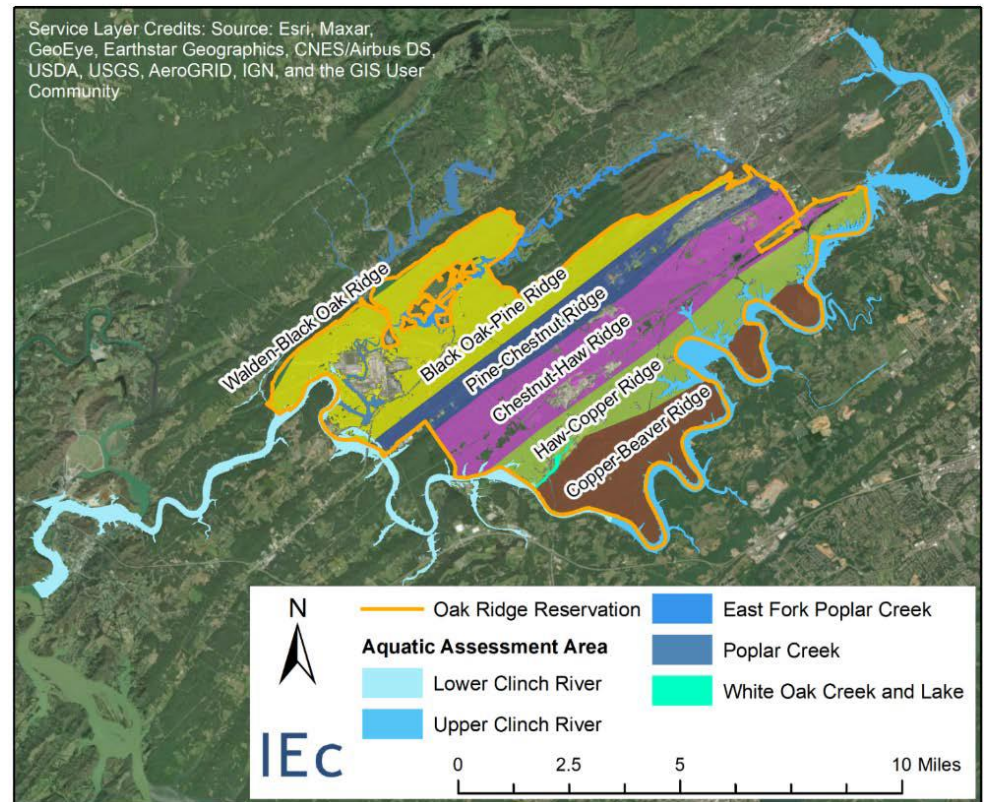 Service Layer Credits: Source: Esri, Maxar,
GeoEye, Earthstar Geographics, CNES/Airbus DS,
USDA, USGS, AeroGRID, IGN, and the GIS User
Community
Walden-Black Oak Ridge
Black Oak-Pine Ridge
Pine-Chestnut-Ridge
Chestnut-Haw Ridge
Haw-Copper Ridge
Copper-Beaver Ridge
N
Oak Ridge Reservation
Aquatic Assessment Area
Lower Clinch River
Upper Clinch River
East Fork Poplar Creek
Poplar Creek
White Oak Creek and Lake
IEc
0 2.5 5 10 Miles